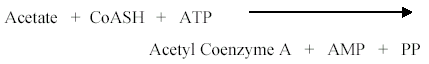 Acetate + CoASH + ATP
Acetyl Coenzyme A + AMP + PP